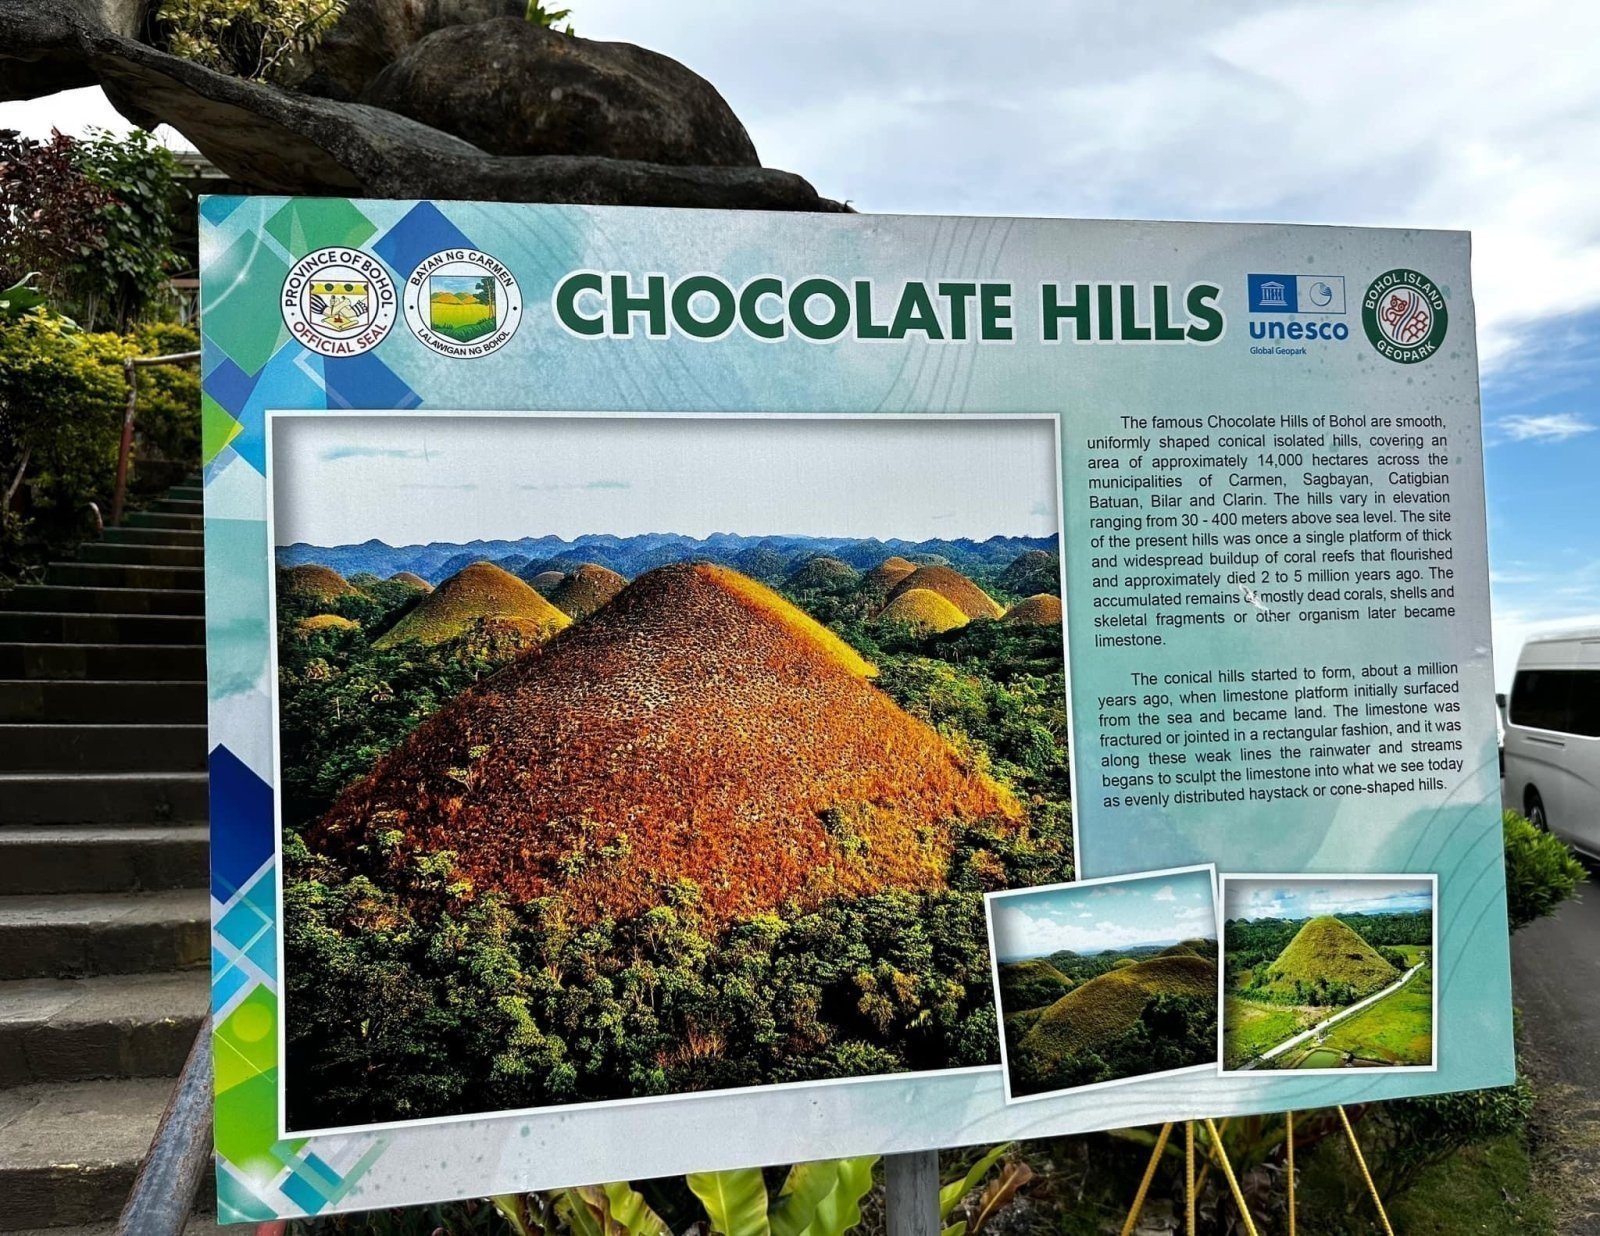 PROVINCE OF BOHOL
OFFICIAL SEAL
BAYAN NG CARMEN
LALAWIGAN NG BOHOL
CHOCOLATE HILLS
unesco
Global Geopark
BOHOL ISLAND
GEOPARK
The famous Chocolate Hills of Bohol are smooth,
uniformly shaped conical isolated hills, covering an
area of approximately 14,000 hectares across the
municipalities of Carmen, Sagbayan, Catigbian
Batuan, Bilar and Clarin. The hills vary in elevation
ranging from 30 - 400 meters above sea level. The site
of the present hills was once a single platform of thick
and widespread buildup of coral reefs that flourished
and approximately died 2 to 5 million years ago. The
accumulated remains of mostly dead corals, shells and
skeletal fragments or other organism later became
limestone.
The conical hills started to form, about a million
years ago, when limestone platform initially surfaced
from the sea and became land. The limestone was
fractured or jointed in a rectangular fashion, and it was
along these weak lines the rainwater and streams
began to sculpt the limestone into what we see today
as evenly distributed haystack or cone-shaped hills.